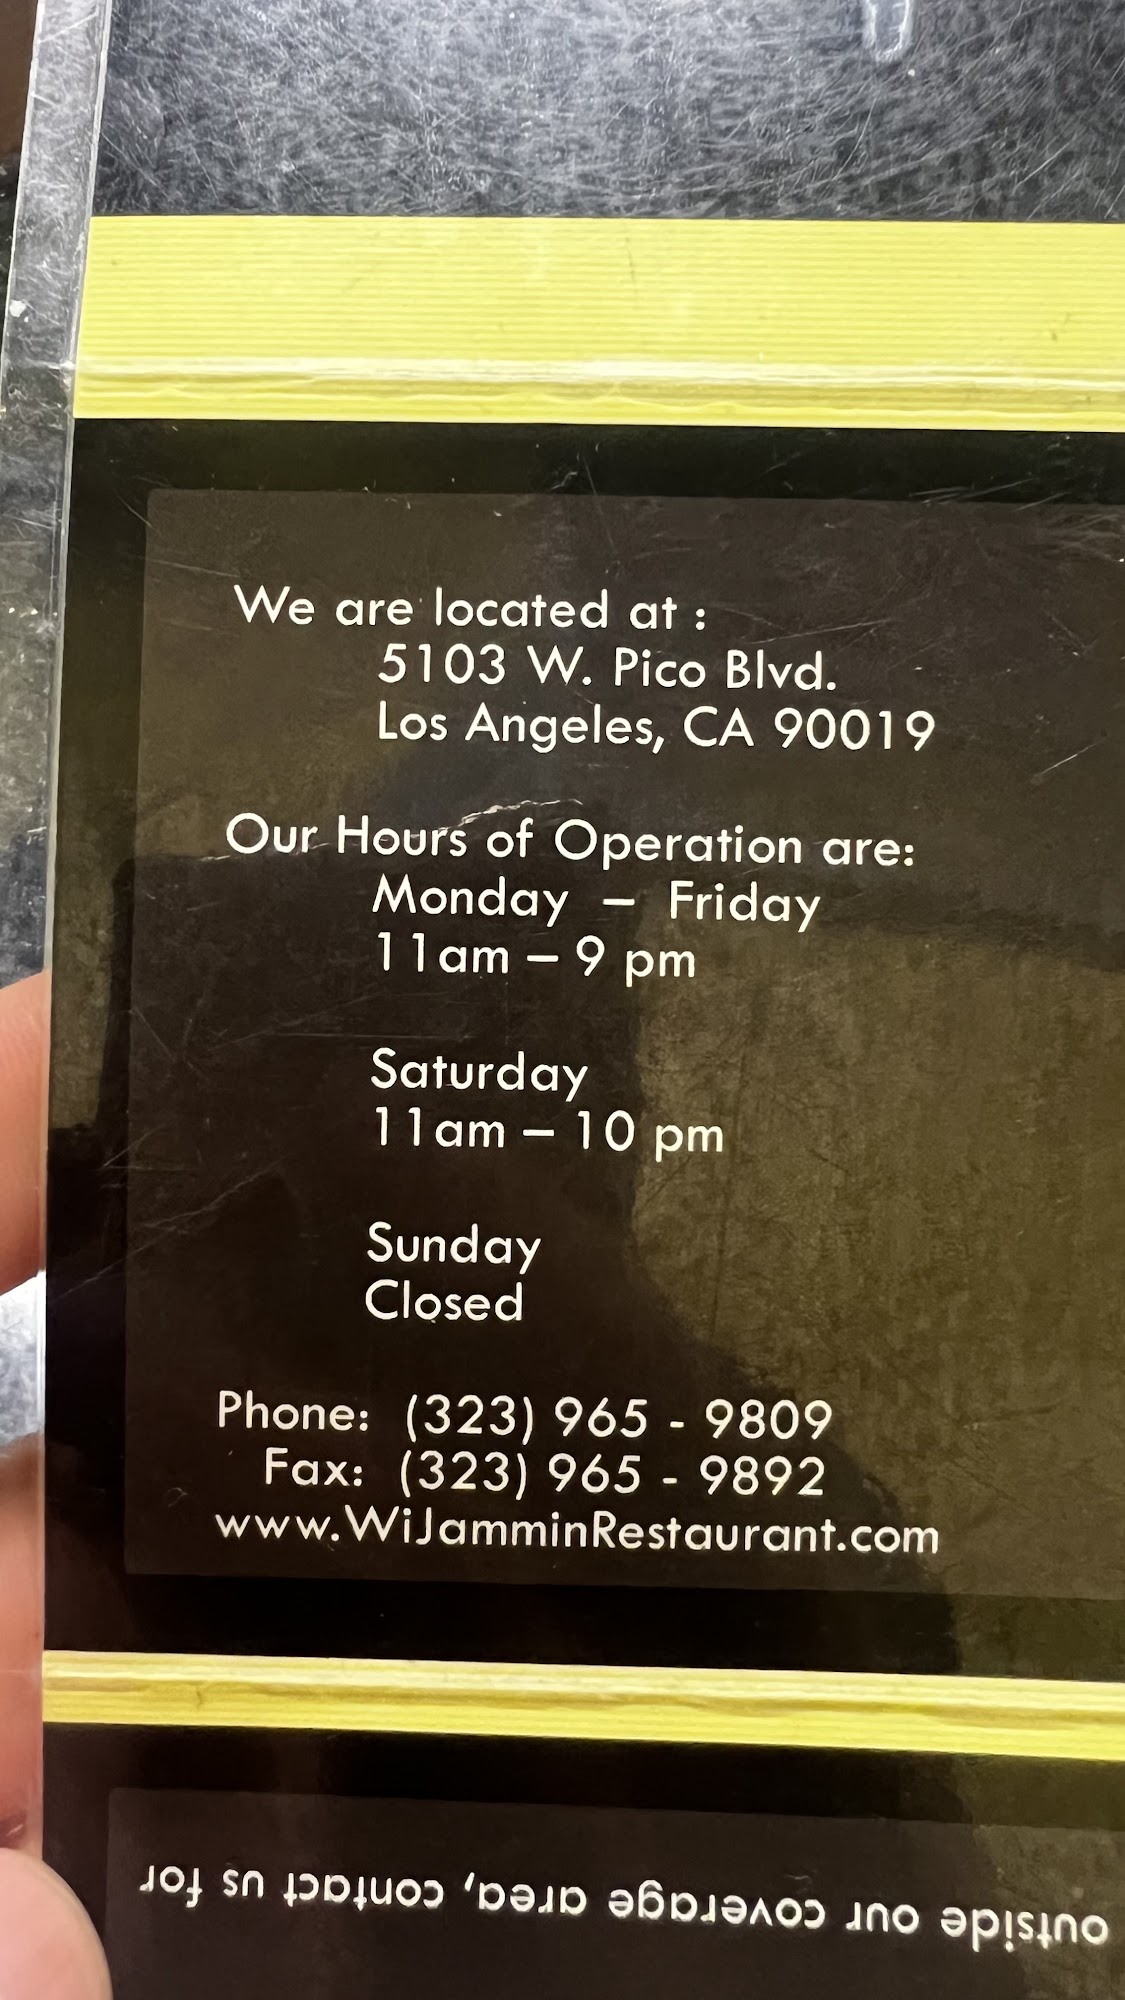 We are located at :
5103 W. Pico Blvd.
Los Angeles, CA 90019
Our Hours of Operation are:
Monday – Friday
11am – 9 pm
Saturday
11am – 10 pm
Sunday
Closed
Phone: (323) 965 - 9809
Fax: (323) 965 - 9892
www.WiJamminRestaurant.com
outside our coverage area, contact us for